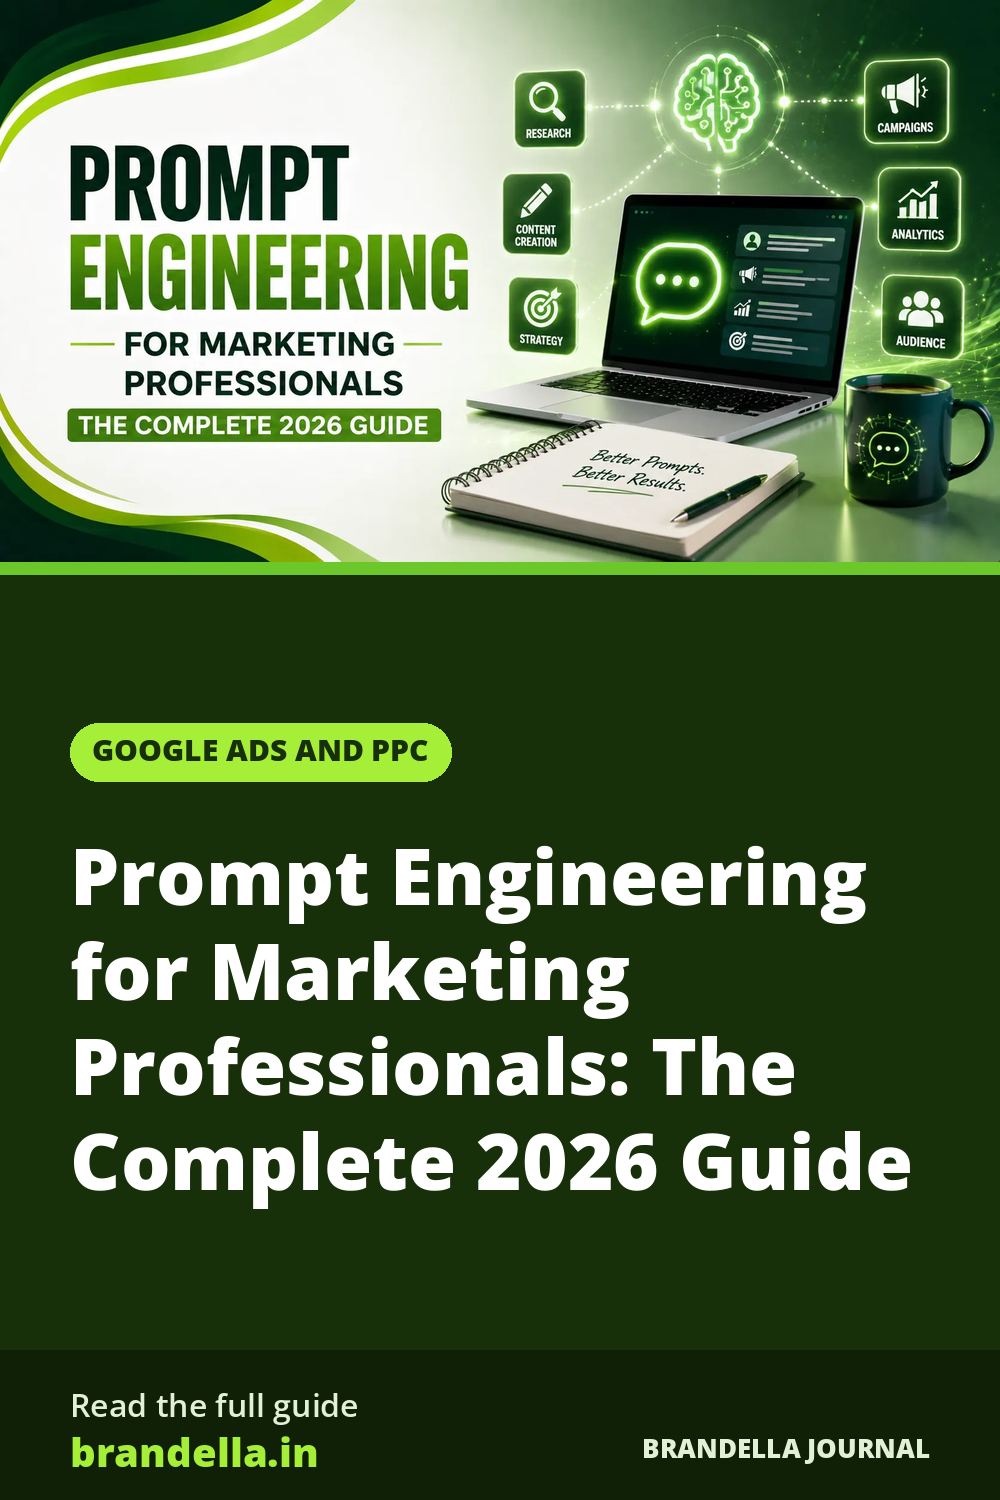 PROMPT
ENGINEERING
FOR MARKETING
PROFESSIONALS
THE COMPLETE 2026 GUIDE
RESEARCH
CONTENT
CREATION
STRATEGY
CAMPAIGNS
ANALYTICS
AUDIENCE
Better Prompts.
Better Results.
GOOGLE ADS AND PPC
Prompt Engineering
for Marketing
Professionals: The
Complete 2026 Guide
Read the full guide
brandella.in
BRANDELLA JOURNAL